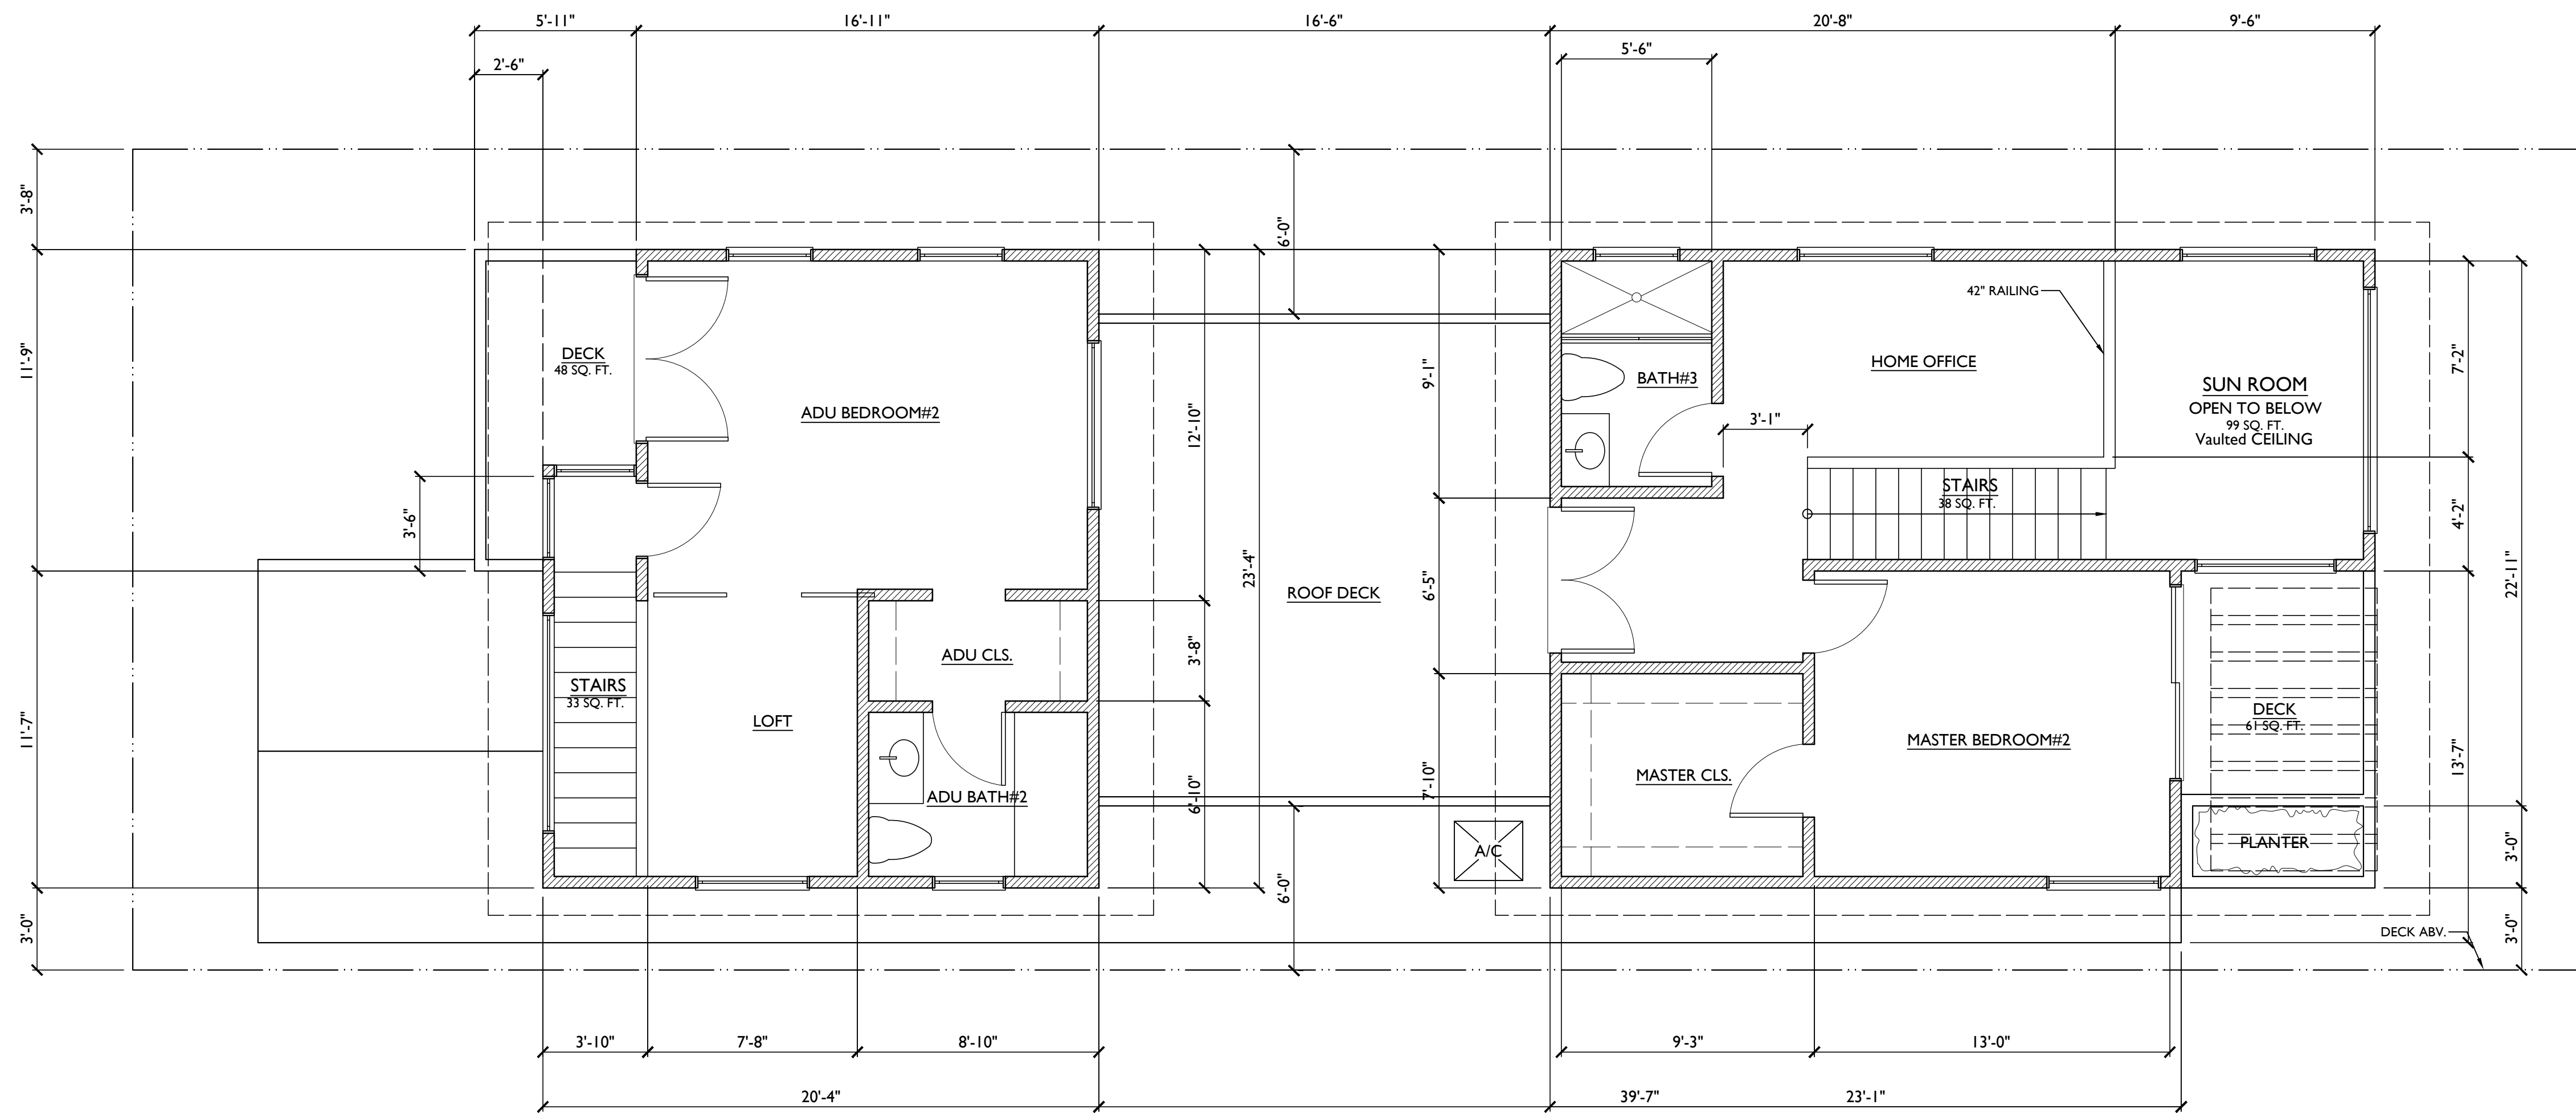 5'-11"
16'-11"
16'-6"
20'-8"
9'-6"
2'-6"
5'-6"
3'-8"
11'-9"
11'-7"
3'-0"
3'-6"
6'-0"
12'-10"
23'-4"
3'-8"
6'-10"
6'-0"
9'-1"
6'-5"
7'-10"
3'-1"
7'-2"
4'-2"
22'-11"
13'-7"
3'-0"
3'-0"
DECK
48 SQ. FT.
ADU BEDROOM#2
STAIRS
33 SQ. FT.
LOFT
ADU CLS.
ADU BATH#2
ROOF DECK
A/C
BATH#3
HOME OFFICE
42" RAILING
SUN ROOM
OPEN TO BELOW
99 SQ. FT.
Vaulted CEILING
STAIRS
38 SQ. FT.
MASTER CLS.
MASTER BEDROOM#2
DECK
61 SQ. FT.
PLANTER
DECK ABV.
3'-10"
7'-8"
8'-10"
9'-3"
13'-0"
20'-4"
39'-7"
23'-1"